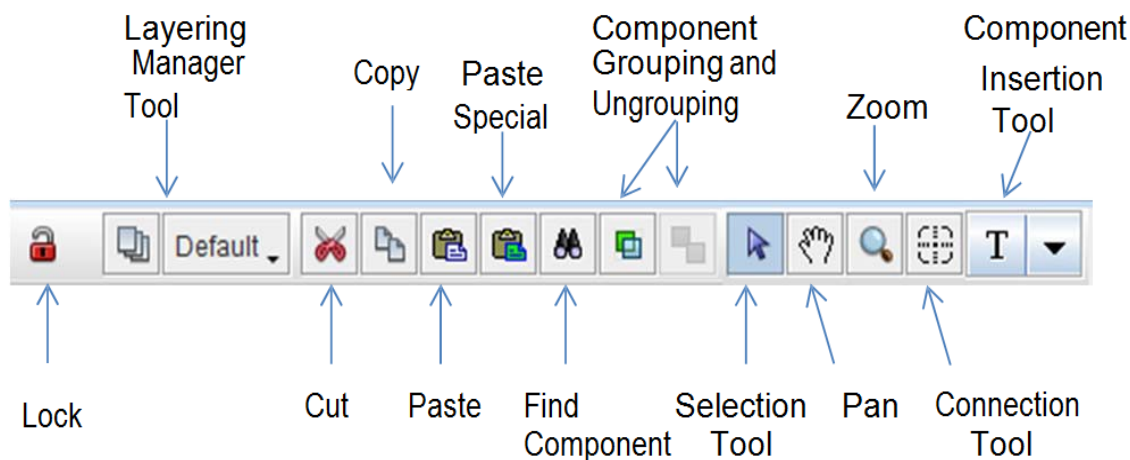 Layering
Manager
Tool
Copy
Paste
Special
Component
Grouping and
Ungrouping
Zoom
Component
Insertion
Tool
Default
T
Lock
Cut
Paste
Find
Component
Selection
Tool
Pan
Connection
Tool